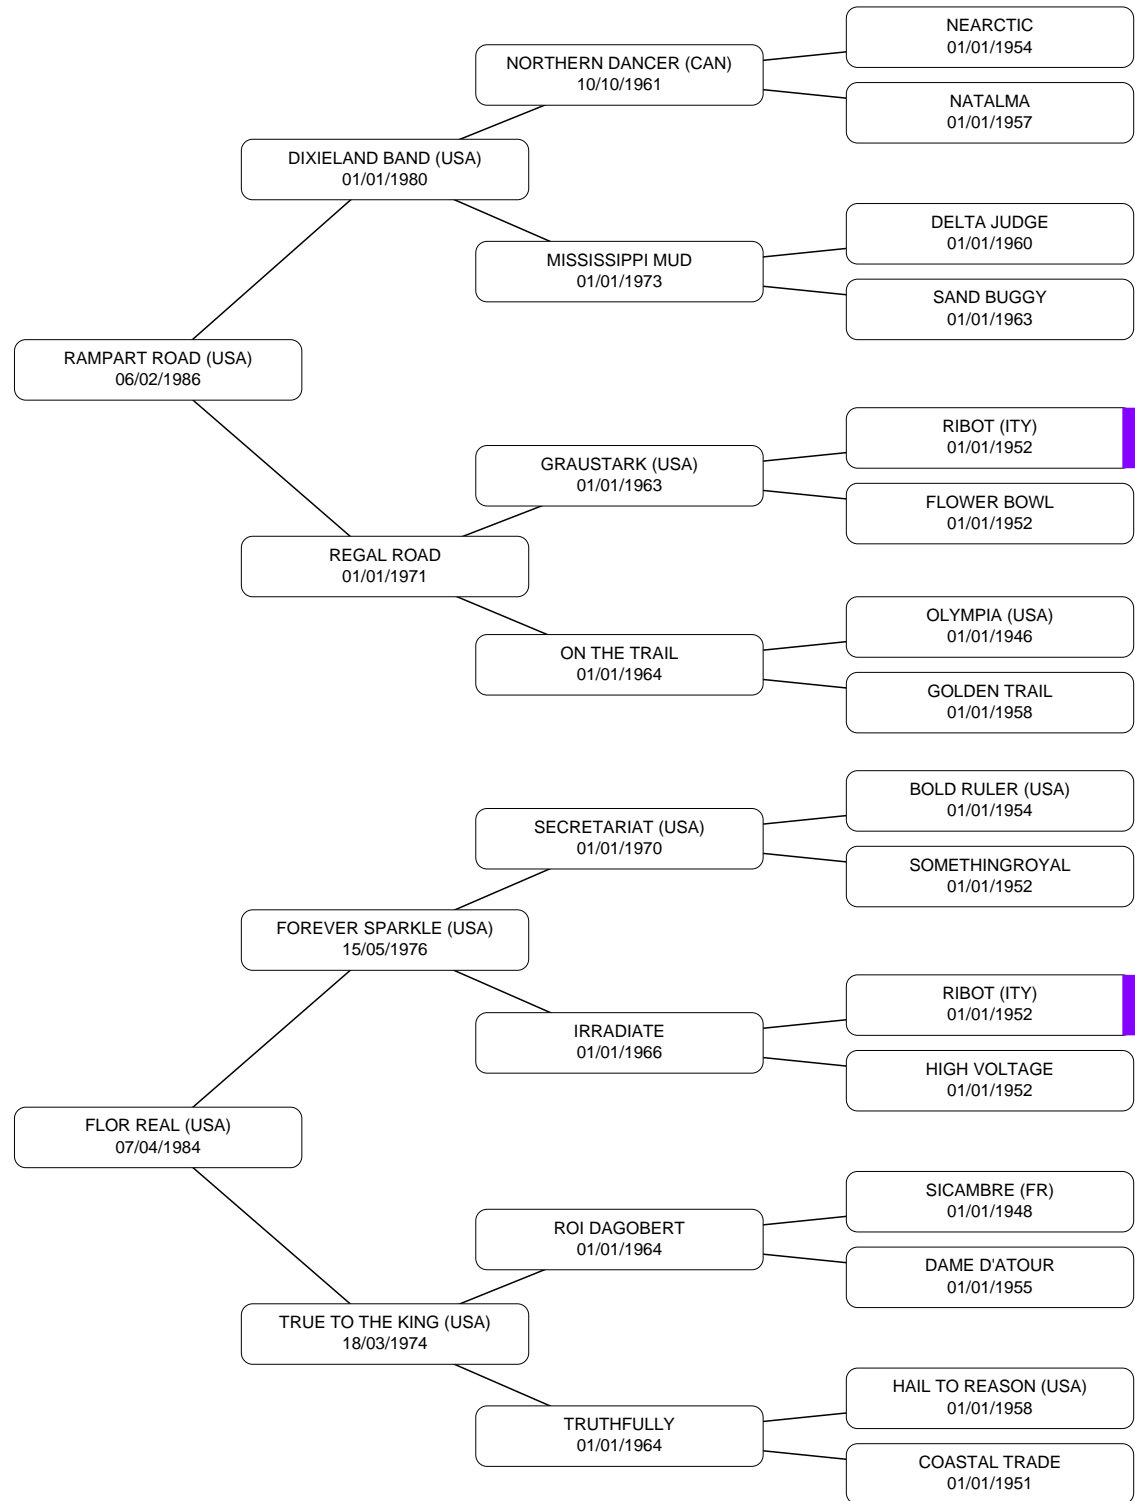 NEARCTIC
01/01/1954
NORTHERN DANCER (CAN)
10/10/1961
NATALMA
01/01/1957
DIXIELAND BAND (USA)
01/01/1980
DELTA JUDGE
01/01/1960
MISSISSIPPI MUD
01/01/1973
SAND BUGGY
01/01/1963
RAMPART ROAD (USA)
06/02/1986
RIBOT (ITY)
01/01/1952
GRAUSTARK (USA)
01/01/1963
FLOWER BOWL
01/01/1952
REGAL ROAD
01/01/1971
OLYMPIA (USA)
01/01/1946
ON THE TRAIL
01/01/1964
GOLDEN TRAIL
01/01/1958
BOLD RULER (USA)
01/01/1954
SECRETARIAT (USA)
01/01/1970
SOMETHINGROYAL
01/01/1952
FOREVER SPARKLE (USA)
15/05/1976
RIBOT (ITY)
01/01/1952
IRRADIATE
01/01/1966
HIGH VOLTAGE
01/01/1952
FLOR REAL (USA)
07/04/1984
SICAMBRE (FR)
01/01/1948
ROI DAGOBERT
01/01/1964
DAME D'ATOUR
01/01/1955
TRUE TO THE KING (USA)
18/03/1974
HAIL TO REASON (USA)
01/01/1958
TRUTHFULLY
01/01/1964
COASTAL TRADE
01/01/1951